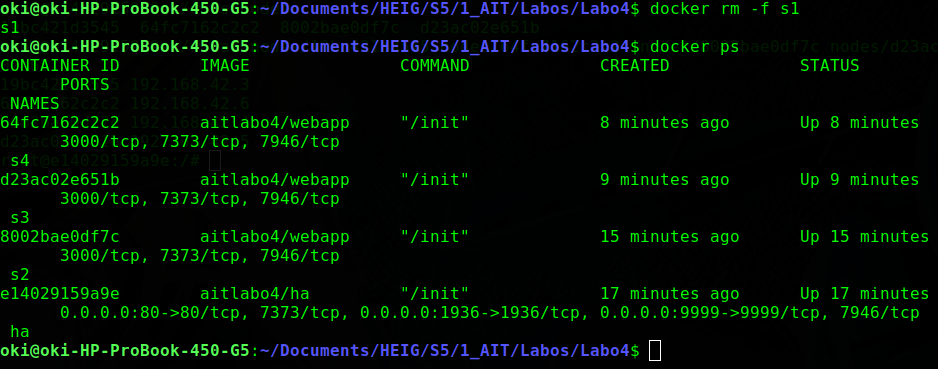 oki@oki-HP-ProBook-450-G5:~/Documents/HEIG/S5/1_AIT/Labos/Labo4$ docker rm -f s1
s1
oki@oki-HP-ProBook-450-G5:~/Documents/HEIG/S5/1_AIT/Labos/Labo4$ docker ps
CONTAINER ID        IMAGE               COMMAND             CREATED             STATUS
      PORTS
 NAMES
64fc7162c2c2        aitlabo4/webapp     "/init"             8 minutes ago       Up 8 minutes
      3000/tcp, 7373/tcp, 7946/tcp
 s4
d23ac02e651b        aitlabo4/webapp     "/init"             9 minutes ago       Up 9 minutes
      3000/tcp, 7373/tcp, 7946/tcp
 s3
8002bae0df7c        aitlabo4/webapp     "/init"             15 minutes ago      Up 15 minutes
      3000/tcp, 7373/tcp, 7946/tcp
 s2
e14029159a9e        aitlabo4/ha         "/init"             17 minutes ago      Up 17 minutes
      0.0.0.0:80->80/tcp, 7373/tcp, 0.0.0.0:1936->1936/tcp, 0.0.0.0:9999->9999/tcp, 7946/tcp
 ha
oki@oki-HP-ProBook-450-G5:~/Documents/HEIG/S5/1_AIT/Labos/Labo4$